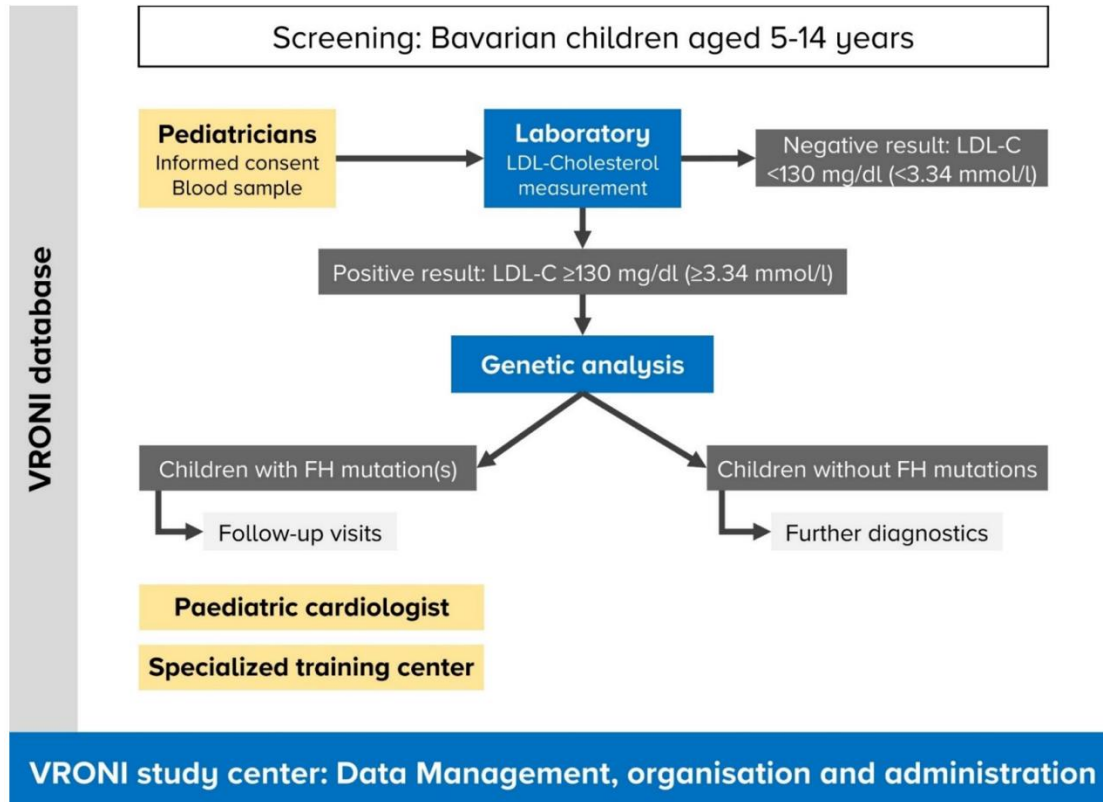 Screening: Bavarian children aged 5-14 years
Pediatricians
Informed consent
Blood sample
Laboratory
LDL-Cholesterol
measurement
Negative result: LDL-C
<130 mg/dl (<3.34 mmol/l)
Positive result: LDL-C ≥130 mg/dl (≥3.34 mmol/l)
Genetic analysis
Children with FH mutation(s)
Children without FH mutations
Follow-up visits
Further diagnostics
Paediatric cardiologist
Specialized training center
VRONI database
VRONI study center: Data Management, organisation and administration